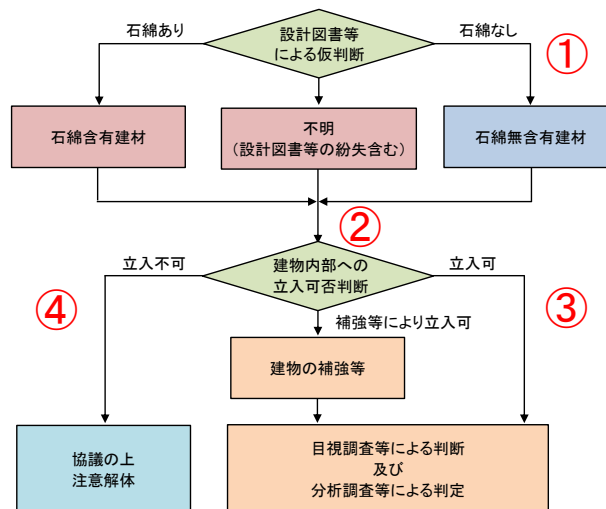 設計図書等
による仮判断
石綿あり
石綿なし
①
石綿含有建材
不明
(設計図書等の紛失含む)
石綿無含有建材
②
建物内部への
立入可否判断
立入不可
立入可
④
③
補強等により立入可
建物の補強等
協議の上
注意解体
目視調査等による判断
及び
分析調査等による判定